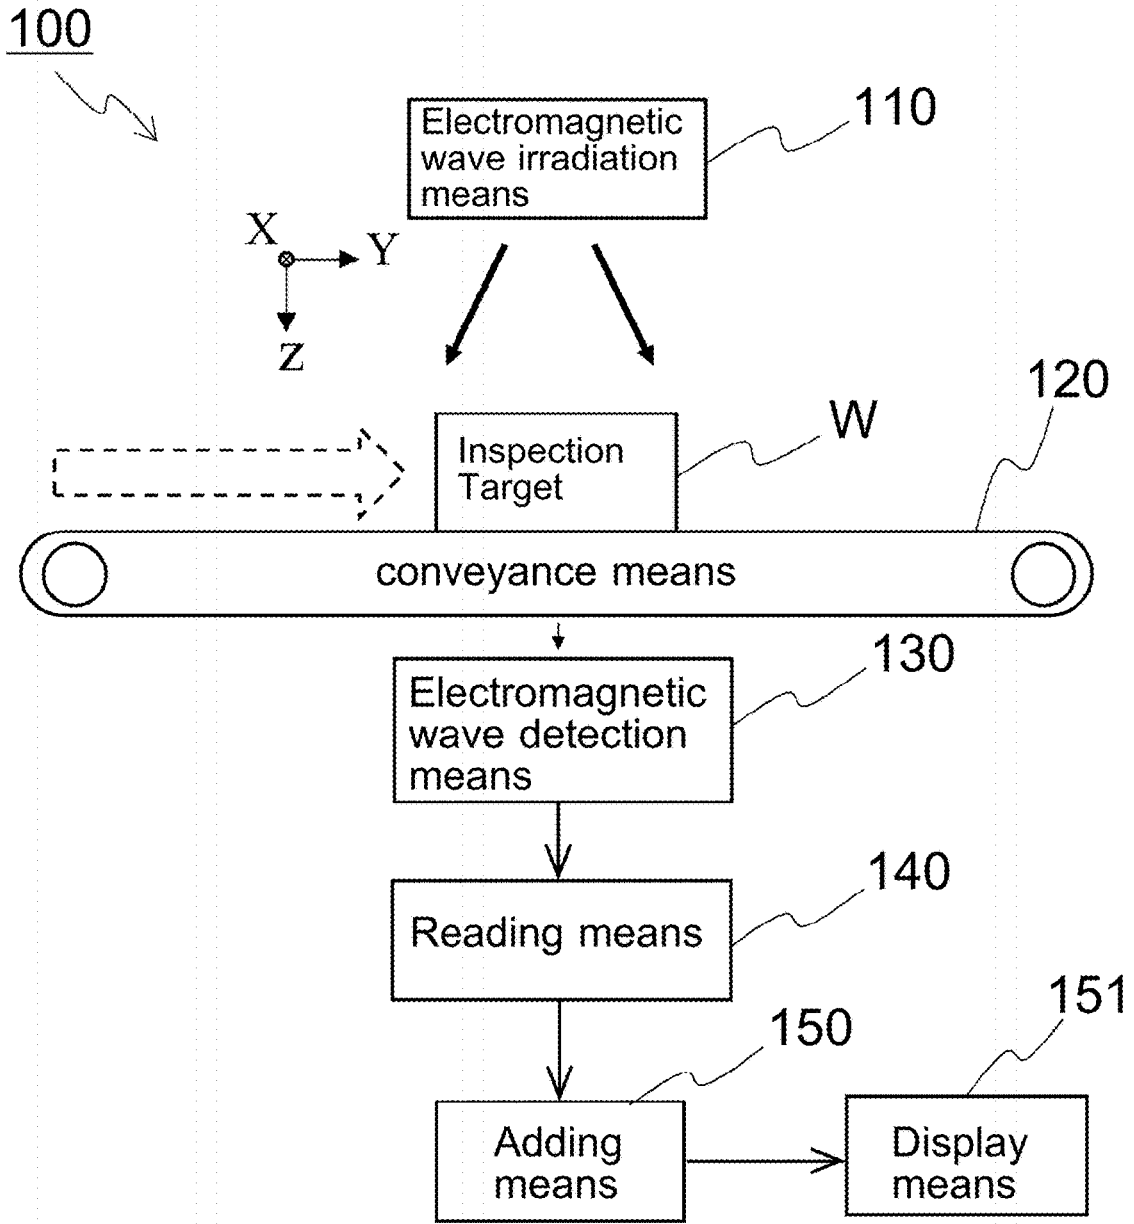 100
Electromagnetic
wave irradiation
means
110
X
Y
Z
120
W
Inspection
Target
conveyance means
130
Electromagnetic
wave detection
means
140
Reading means
150
151
Adding
means
Display
means